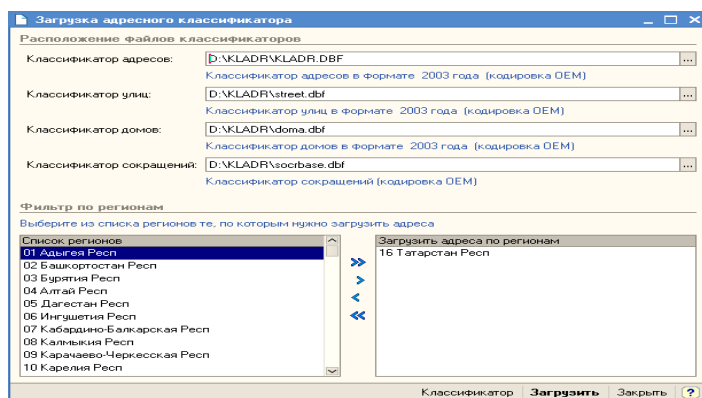 Загрузка адресного классификатора
Расположение файлов классификаторов
Классификатор адресов: D:\KLADR\KLADR.DBF ...
Классификатор адресов в формате 2003 года (кодировка OEM)
Классификатор улиц: D:\KLADR\street.dbf ...
Классификатор улиц в формате 2003 года (кодировка OEM)
Классификатор домов: D:\KLADR\doma.dbf ...
Классификатор домов в формате 2003 года (кодировка OEM)
Классификатор сокращений: D:\KLADR\socrbase.dbf ...
Классификатор сокращений (кодировка OEM)
Фильтр по регионам
Выберите из списка регионов те, по которым нужно загрузить адреса
Список регионов
01 Адыгея Респ
02 Башкортостан Респ
03 Бурятия Респ
04 Алтай Респ
05 Дагестан Респ
06 Ингушетия Респ
07 Кабардино-Балкарская Респ
08 Калмыкия Респ
09 Карачаево-Черкесская Респ
10 Карелия Респ
Загрузить адреса по регионам
16 Татарстан Респ
Классификатор Загрузить Закрыть ?